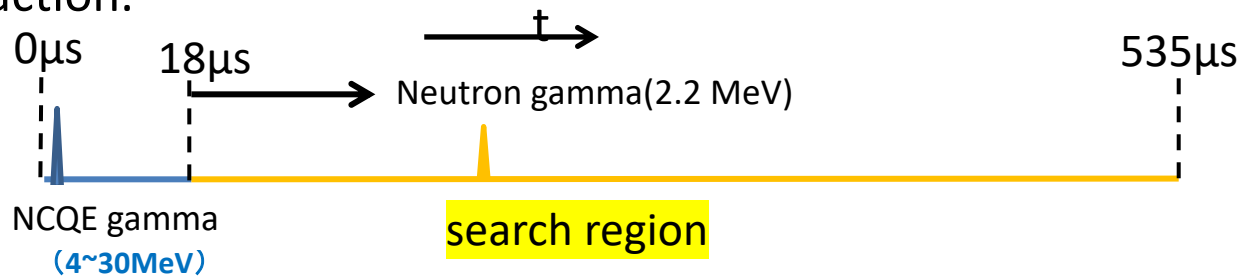 t
0μs
18μs
535μs
Neutron gamma(2.2 MeV)
NCQE gamma
search region
（4~30MeV）